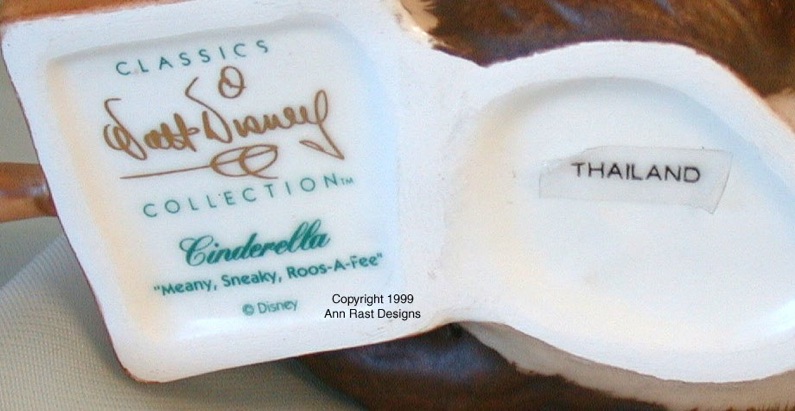 CLASSICS
Walt Disney
COLLECTION™
Cinderella
"Meany, Sneaky, Roos-A-Fee"
© Disney
THAILAND
Copyright 1999
Ann Rast Designs